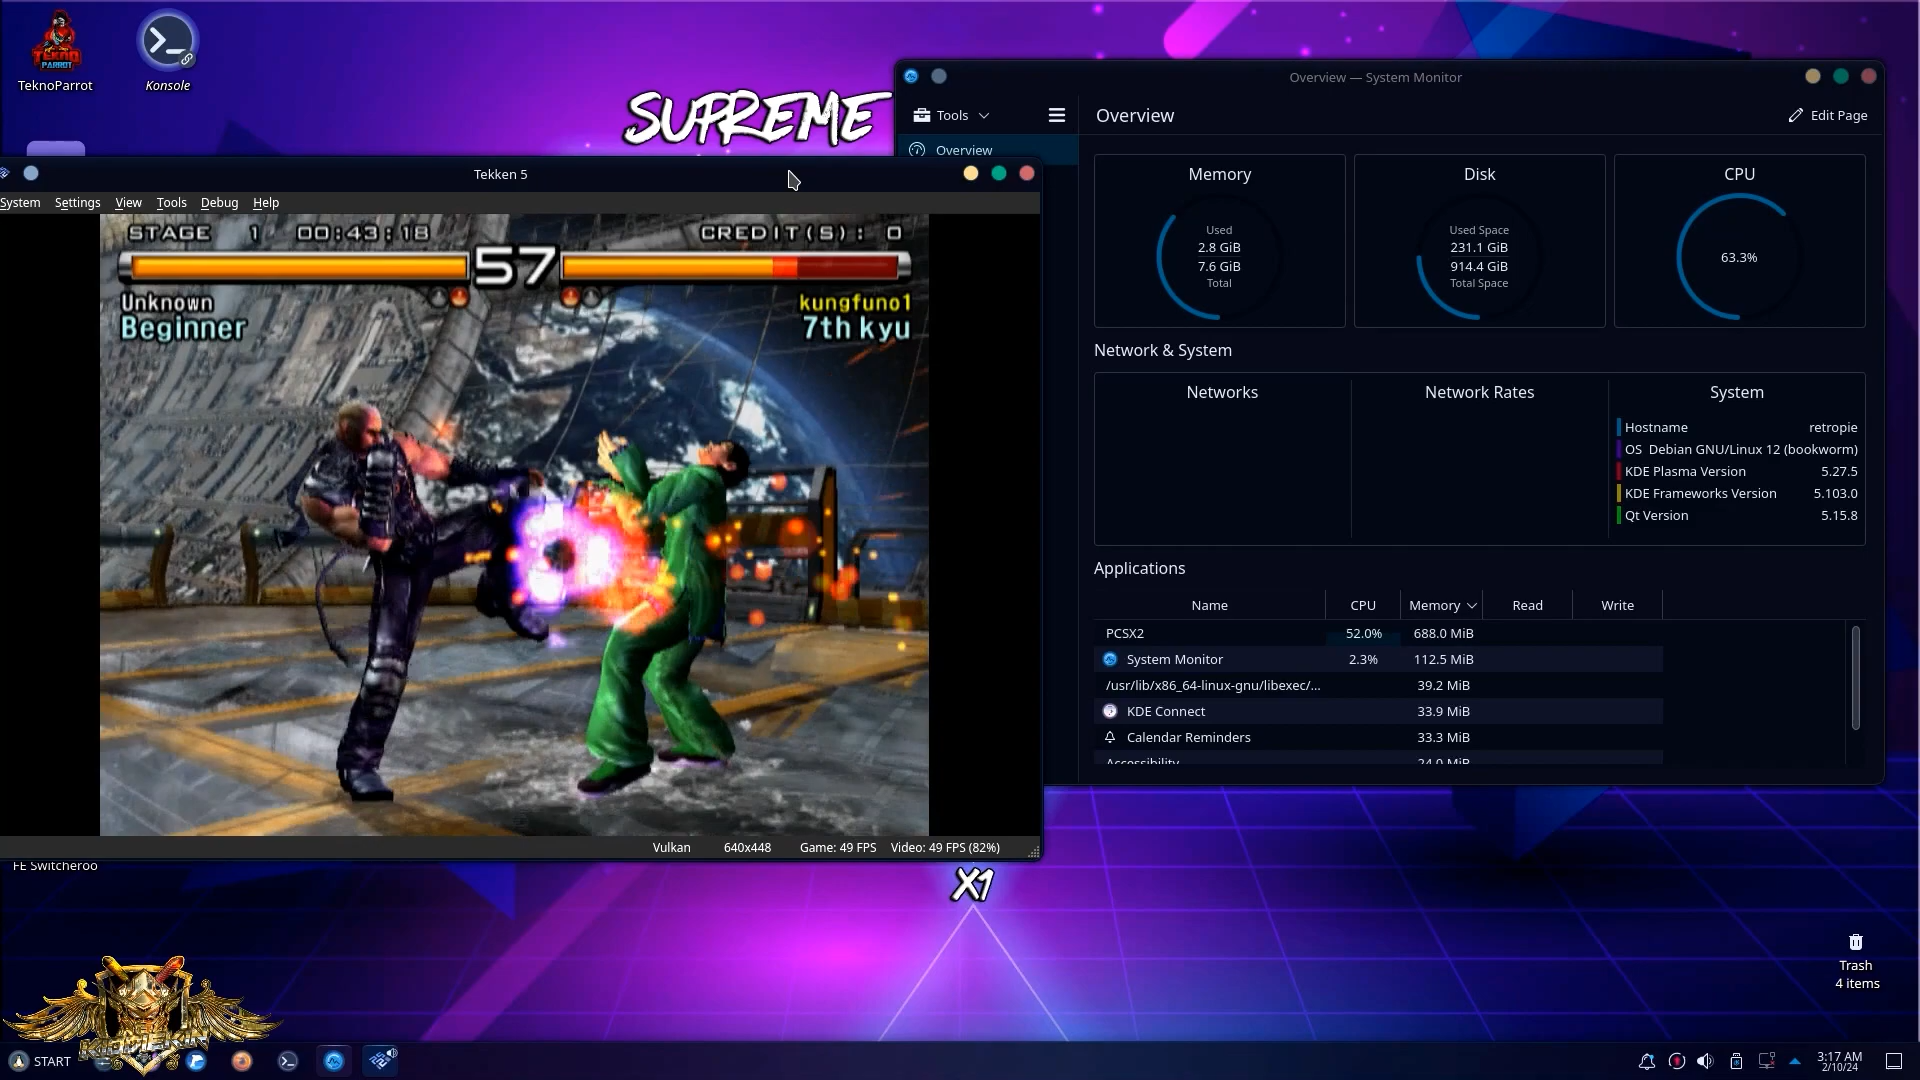 TEKNO
PARROT
TeknoParrot
Konsole
SUPREME
Tekken 5
System Settings View Tools Debug Help
STAGE 1 00:43:18
CREDIT(S): 0
57
Unknown
Beginner
kungfuno1
7th kyu
Vulkan 640x448 Game: 49 FPS Video: 49 FPS (82%)
Overview — System Monitor
Tools
Overview
Edit Page
Overview
Memory
Used
2.8 GiB
7.6 GiB
Total
Disk
Used Space
231.1 GiB
914.4 GiB
Total Space
CPU
63.3%
Network & System
Networks
Network Rates
System
Hostname retropie
OS Debian GNU/Linux 12 (bookworm)
KDE Plasma Version 5.27.5
KDE Frameworks Version 5.103.0
Qt Version 5.15.8
Applications
Name CPU Memory Read Write
PCSX2 52.0% 688.0 MiB
System Monitor 2.3% 112.5 MiB
/usr/lib/x86_64-linux-gnu/libexec/... 39.2 MiB
KDE Connect 33.9 MiB
Calendar Reminders 33.3 MiB
Accessibility 24.0 MiB
FE Switcheroo
X1
Trash
4 items
START
3:17 AM
2/10/24